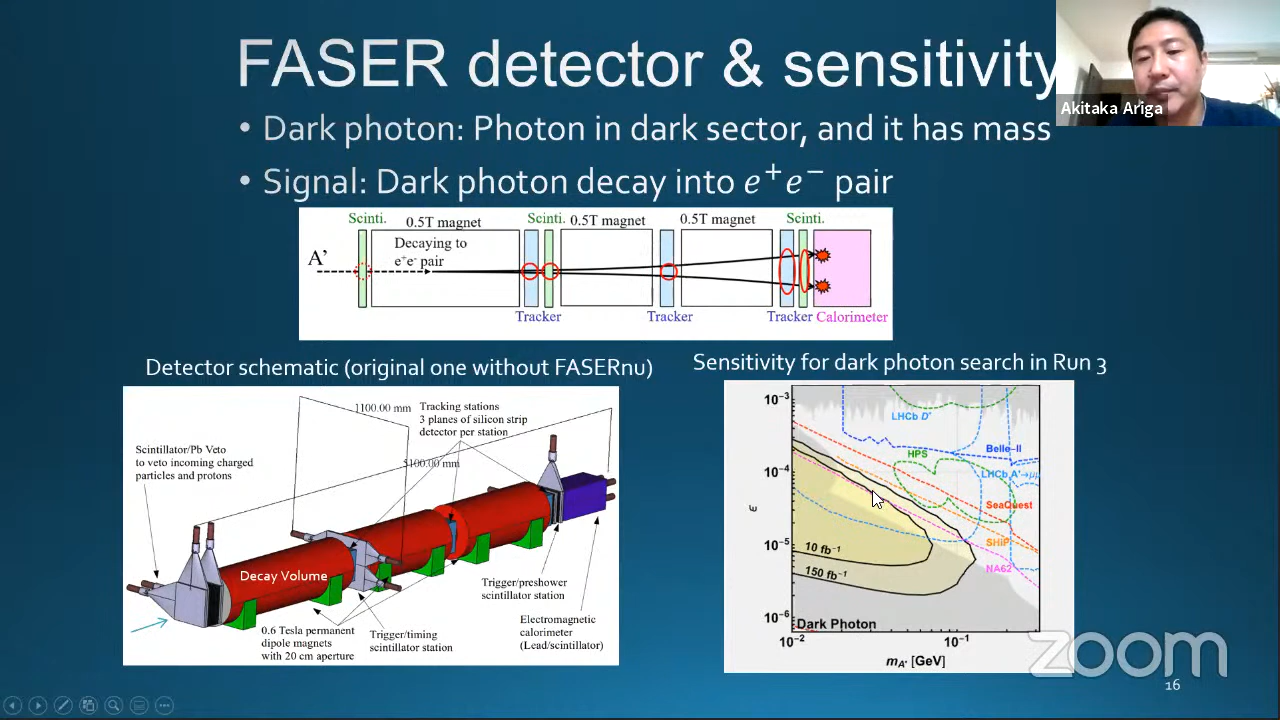 FASER detector & sensitivity
Akitaka Ariga
• Dark photon: Photon in dark sector, and it has mass
• Signal: Dark photon decay into e⁺e⁻ pair
Scinti.
0.5T magnet
Scinti.
0.5T magnet
0.5T magnet
Scinti.
A'
Decaying to
e⁺e⁻ pair
Tracker
Tracker
Tracker
Calorimeter
Detector schematic (original one without FASERnu)
Sensitivity for dark photon search in Run 3
1100.00 mm
Tracking stations
3 planes of silicon strip
detector per station
Scintillator/Pb Veto
to veto incoming charged
particles and protons
5100.00 mm
Decay Volume
Trigger/preshower
scintillator station
0.6 Tesla permanent
dipole magnets
with 20 cm aperture
Trigger/timing
scintillator station
Electromagnetic
calorimeter
(Lead/scintillator)
10⁻³
10⁻⁴
10⁻⁵
10⁻⁶
ϵ
LHCb D*
HPS
Belle-II
LHCb A'→μμ
SeaQuest
SHiP
NA62
10 fb⁻¹
150 fb⁻¹
Dark Photon
10⁻²
10⁻¹
mA' [GeV]
zoom
16